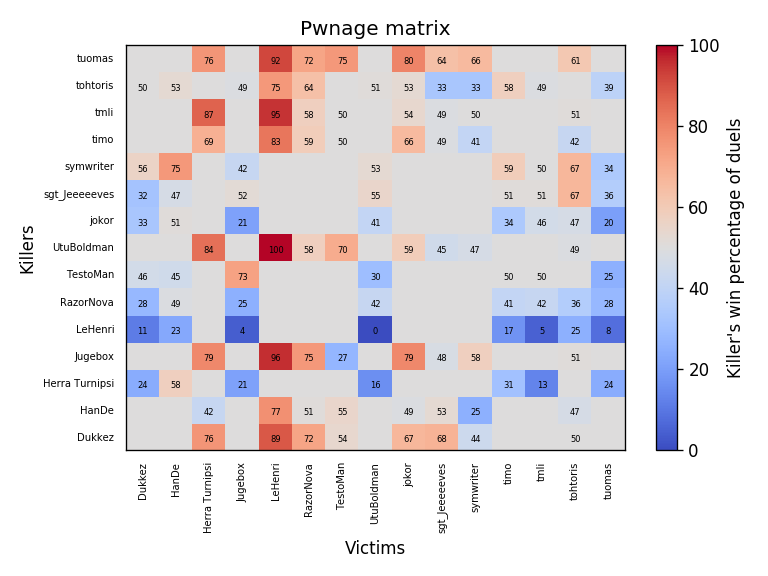 Pwnage matrix
Killers
tuomas 76 92 72 75 80 64 66 61
tohtoris 50 53 49 75 64 51 53 33 33 58 49 39
tmli 87 95 58 50 54 49 50 51
timo 69 83 59 50 66 49 41 42
symwriter 56 75 42 53 59 50 67 34
sgt_Jeeeeeves 32 47 52 55 51 51 67 36
jokor 33 51 21 41 34 46 47 20
UtuBoldman 84 100 58 70 59 45 47 49
TestoMan 46 45 73 30 50 50 25
RazorNova 28 49 25 42 41 42 36 28
LeHenri 11 23 4 0 17 5 25 8
Jugebox 79 96 75 27 79 48 58 51
Herra Turnipsi 24 58 21 16 31 13 24
HanDe 42 77 51 55 49 53 25 47
Dukkez 76 89 72 54 67 68 44 50
Dukkez
HanDe
Herra Turnipsi
Jugebox
LeHenri
RazorNova
TestoMan
UtuBoldman
jokor
sgt_Jeeeeeves
symwriter
timo
tmli
tohtoris
tuomas
Victims
100
80
60
40
20
0
Killer's win percentage of duels